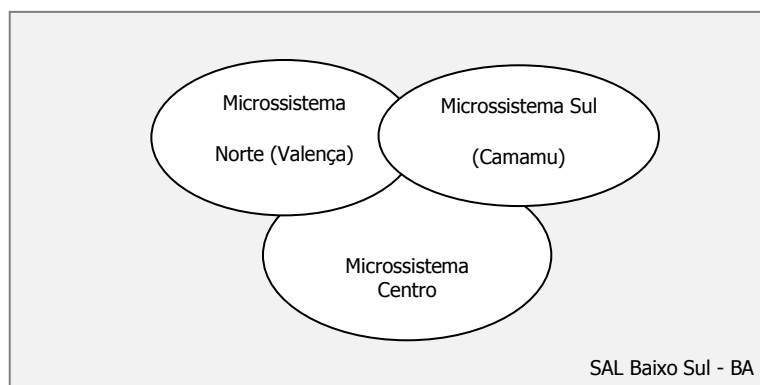 Microssistema
Norte (Valença)
Microssistema Sul
(Camamu)
Microssistema
Centro
SAL Baixo Sul - BA